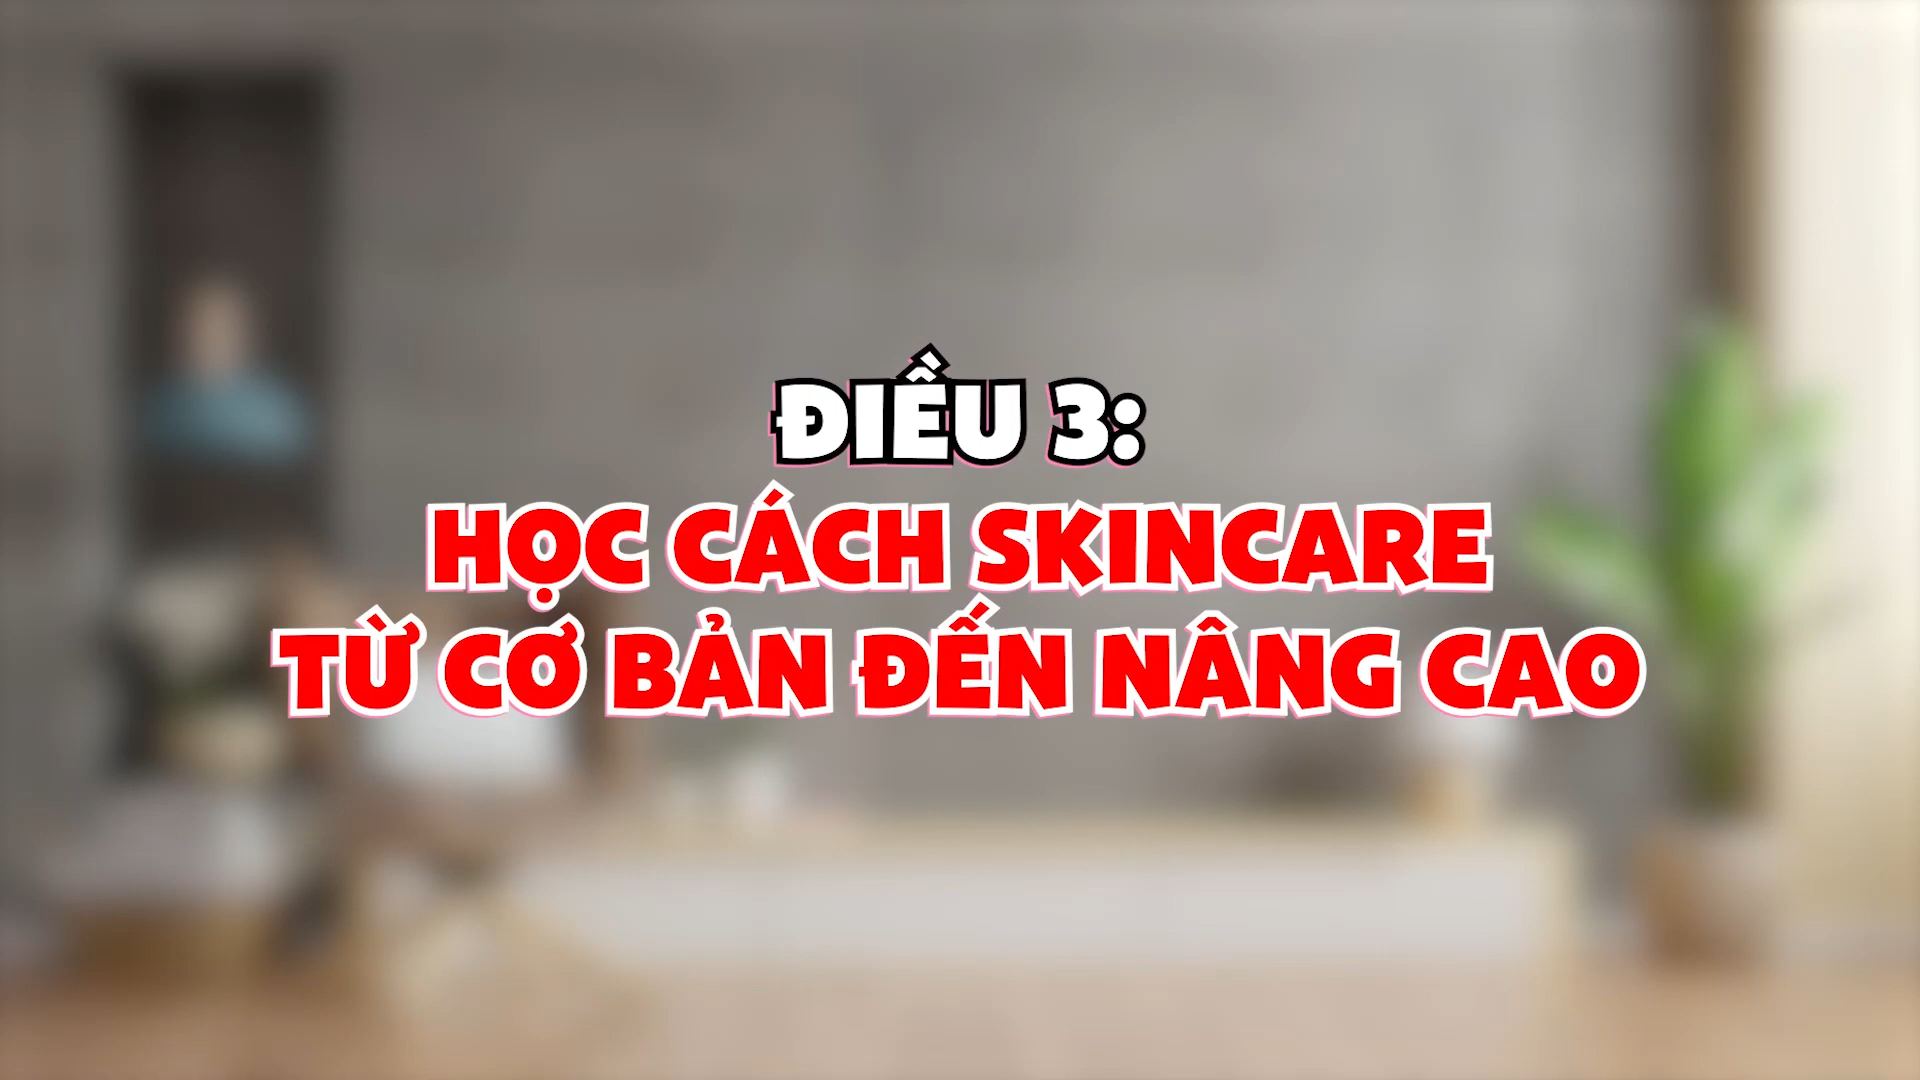 ĐIỀU 3:
HỌC CÁCH SKINCARE
TỪ CƠ BẢN ĐẾN NÂNG CAO